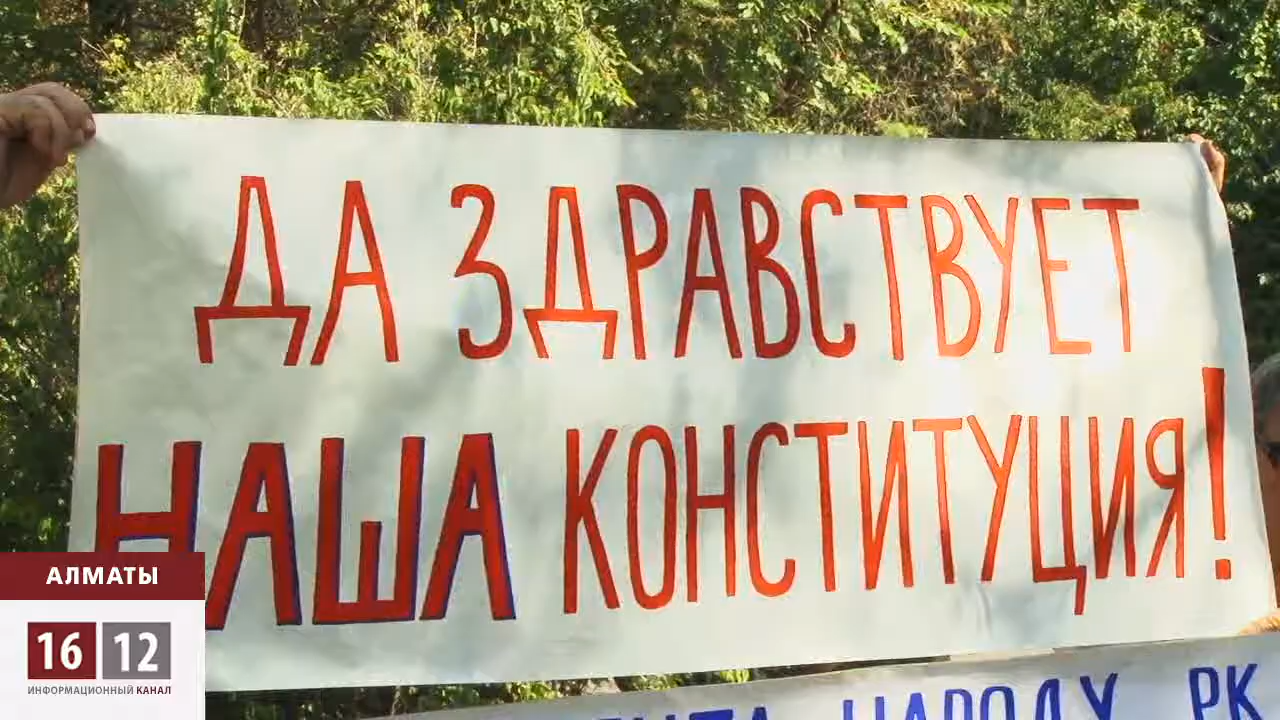 ДА ЗДРАВСТВУЕТ
НАША КОНСТИТУЦИЯ!
НАРОДУ РК
АЛМАТЫ
16 12
ИНФОРМАЦИОННЫЙ КАНАЛ